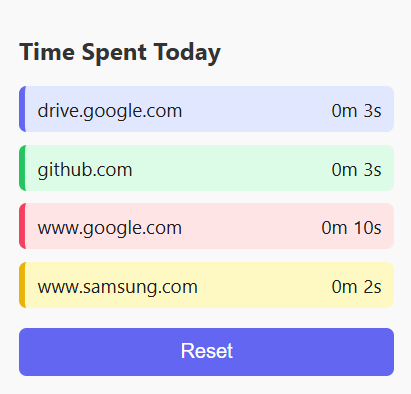 Time Spent Today
drive.google.com 0m 3s
github.com 0m 3s
www.google.com 0m 10s
www.samsung.com 0m 2s
Reset